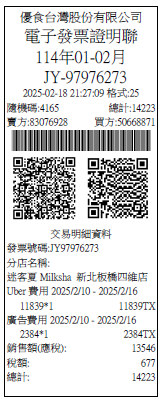 優食台灣股份有限公司
電子發票證明聯
114年01-02月
JY-97976273
2025-02-18 21:27:09 格式:25
隨機碼:4165 總計:14223
賣方:83076928 買方:50668871
交易明細資料
發票號碼:JY97976273
分店名稱:
迷客夏 Milksha 新北板橋四維店
Uber 費用 2025/2/10 - 2025/2/16
11839*1 11839TX
廣告費用 2025/2/10 - 2025/2/16
2384*1 2384TX
銷售額(應稅): 13546
稅額: 677
總計: 14223